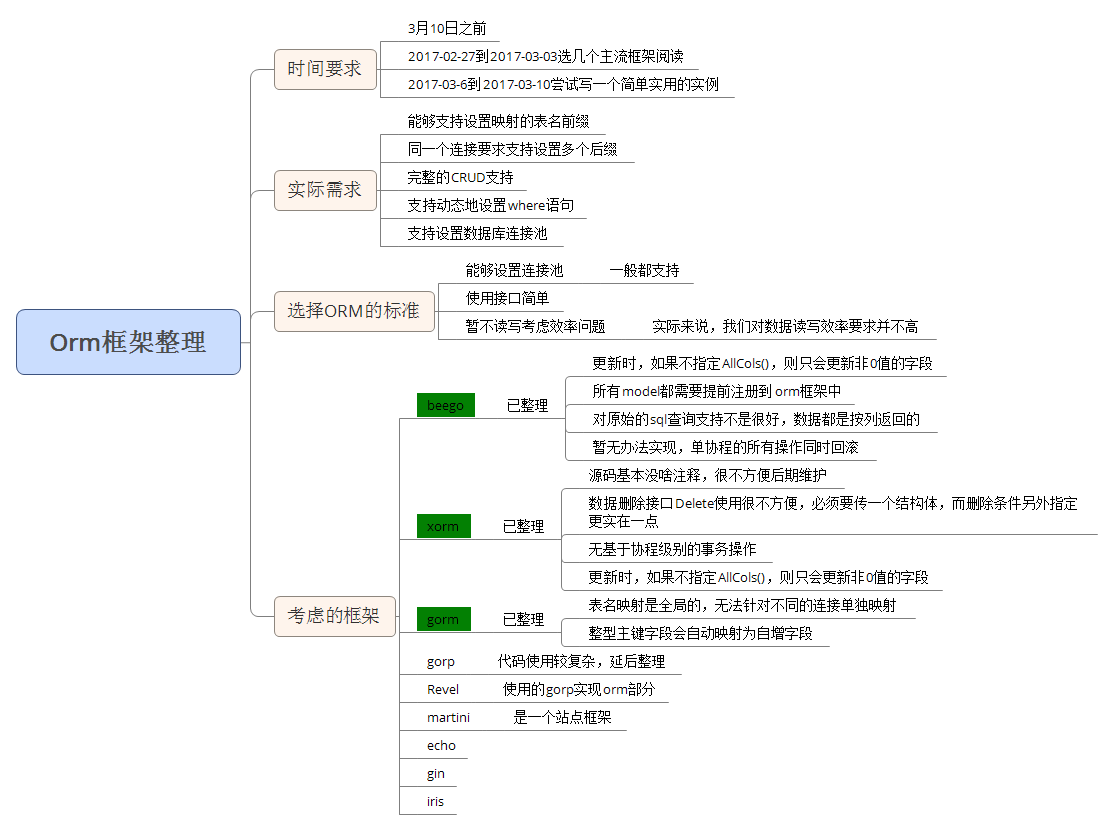 Orm框架整理
时间要求
3月10日之前
2017-02-27到2017-03-03选几个主流框架阅读
2017-03-6到2017-03-10尝试写一个简单实用的实例
实际需求
能够支持设置映射的表名前缀
同一个连接要求支持设置多个后缀
完整的CRUD支持
支持动态地设置where语句
支持设置数据库连接池
选择ORM的标准
能够设置连接池 一般都支持
使用接口简单
暂不读写考虑效率问题 实际来说，我们对数据读写效率要求并不高
考虑的框架
beego 已整理
更新时，如果不指定AllCols()，则只会更新非0值的字段
所有model都需要提前注册到orm框架中
对原始的sql查询支持不是很好，数据都是按列返回的
暂无办法实现，单协程的所有操作同时回滚
xorm 已整理
源码基本没啥注释，很不方便后期维护
数据删除接口Delete使用很不方便，必须要传一个结构体，而删除条件另外指定
更实在一点
无基于协程级别的事务操作
更新时，如果不指定AllCols()，则只会更新非0值的字段
gorm 已整理
表名映射是全局的，无法针对不同的连接单独映射
整型主键字段会自动映射为自增字段
gorp 代码使用较复杂，延后整理
Revel 使用的gorp实现orm部分
martini 是一个站点框架
echo
gin
iris